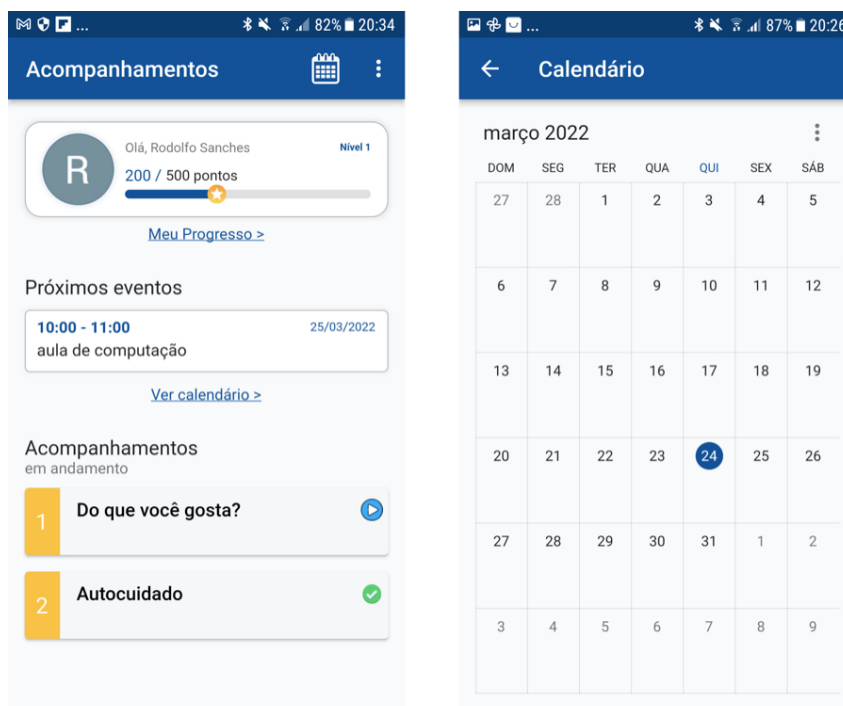 ... 82% 20:34
Acompanhamentos
R
Olá, Rodolfo Sanches Nível 1
200 / 500 pontos
Meu Progresso >
Próximos eventos
10:00 - 11:00 25/03/2022
aula de computação
Ver calendário >
Acompanhamentos
em andamento
1 Do que você gosta?
2 Autocuidado
... 87% 20:26
Calendário
março 2022
DOM SEG TER QUA QUI SEX SÁB
27 28 1 2 3 4 5
6 7 8 9 10 11 12
13 14 15 16 17 18 19
20 21 22 23 24 25 26
27 28 29 30 31 1 2
3 4 5 6 7 8 9